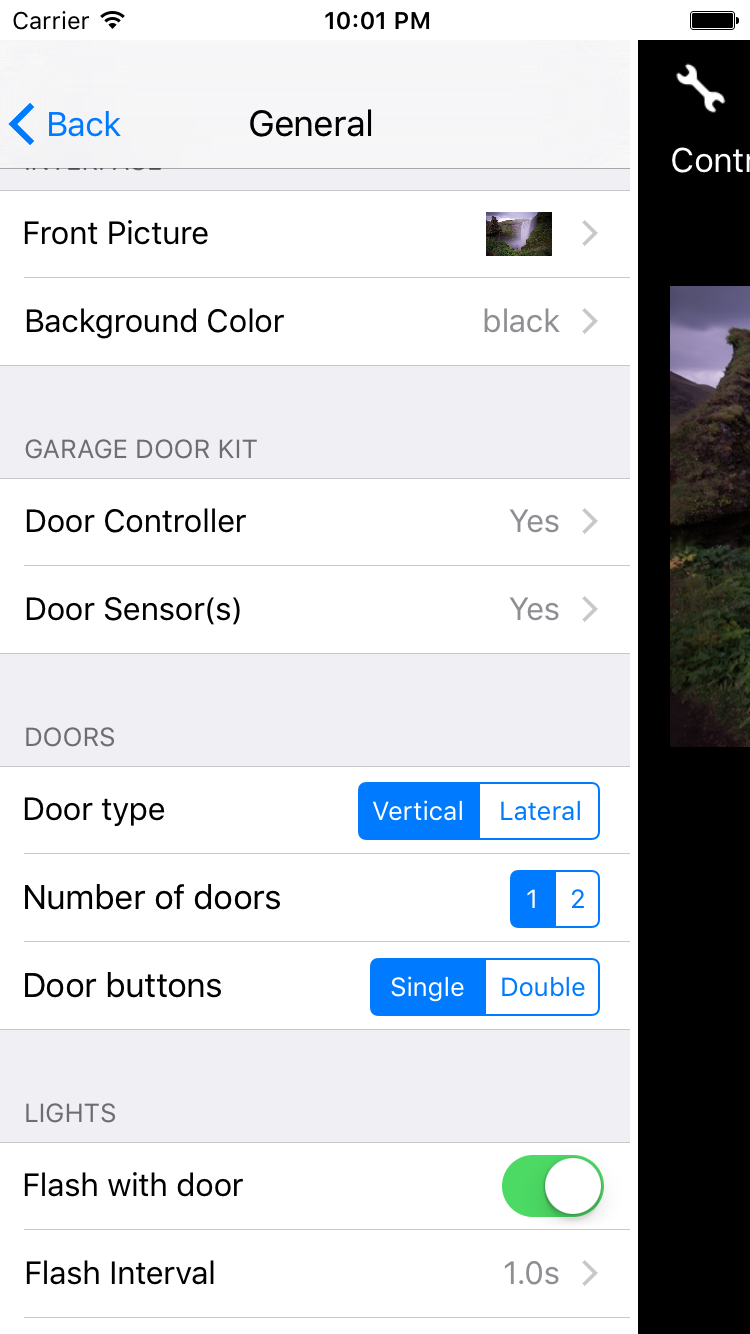 Carrier 10:01 PM
Back General
INTERFACE
Front Picture
Background Color black
GARAGE DOOR KIT
Door Controller Yes
Door Sensor(s) Yes
DOORS
Door type Vertical Lateral
Number of doors 1 2
Door buttons Single Double
LIGHTS
Flash with door
Flash Interval 1.0s
Contr